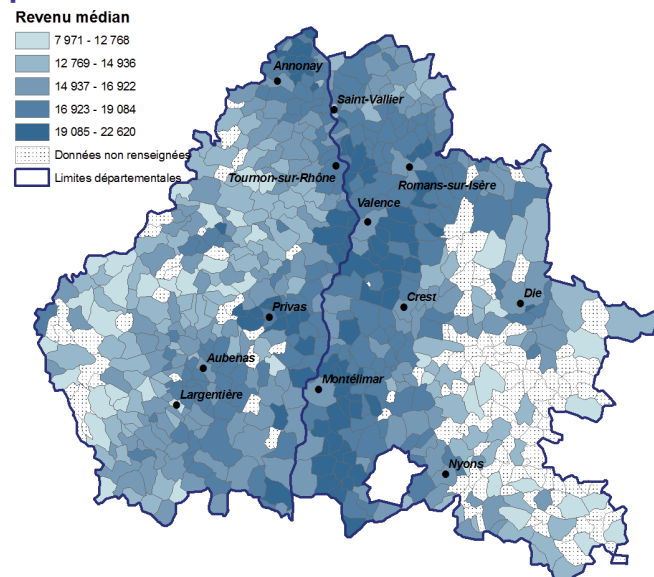 Revenu médian
7 971 - 12 768
12 769 - 14 936
14 937 - 16 922
16 923 - 19 084
19 085 - 22 620
Données non renseignées
Limites départementales
Annonay
Saint-Vallier
Tournon-sur-Rhône
Romans-sur-Isère
Valence
Privas
Crest
Die
Aubenas
Montélimar
Largentière
Nyons